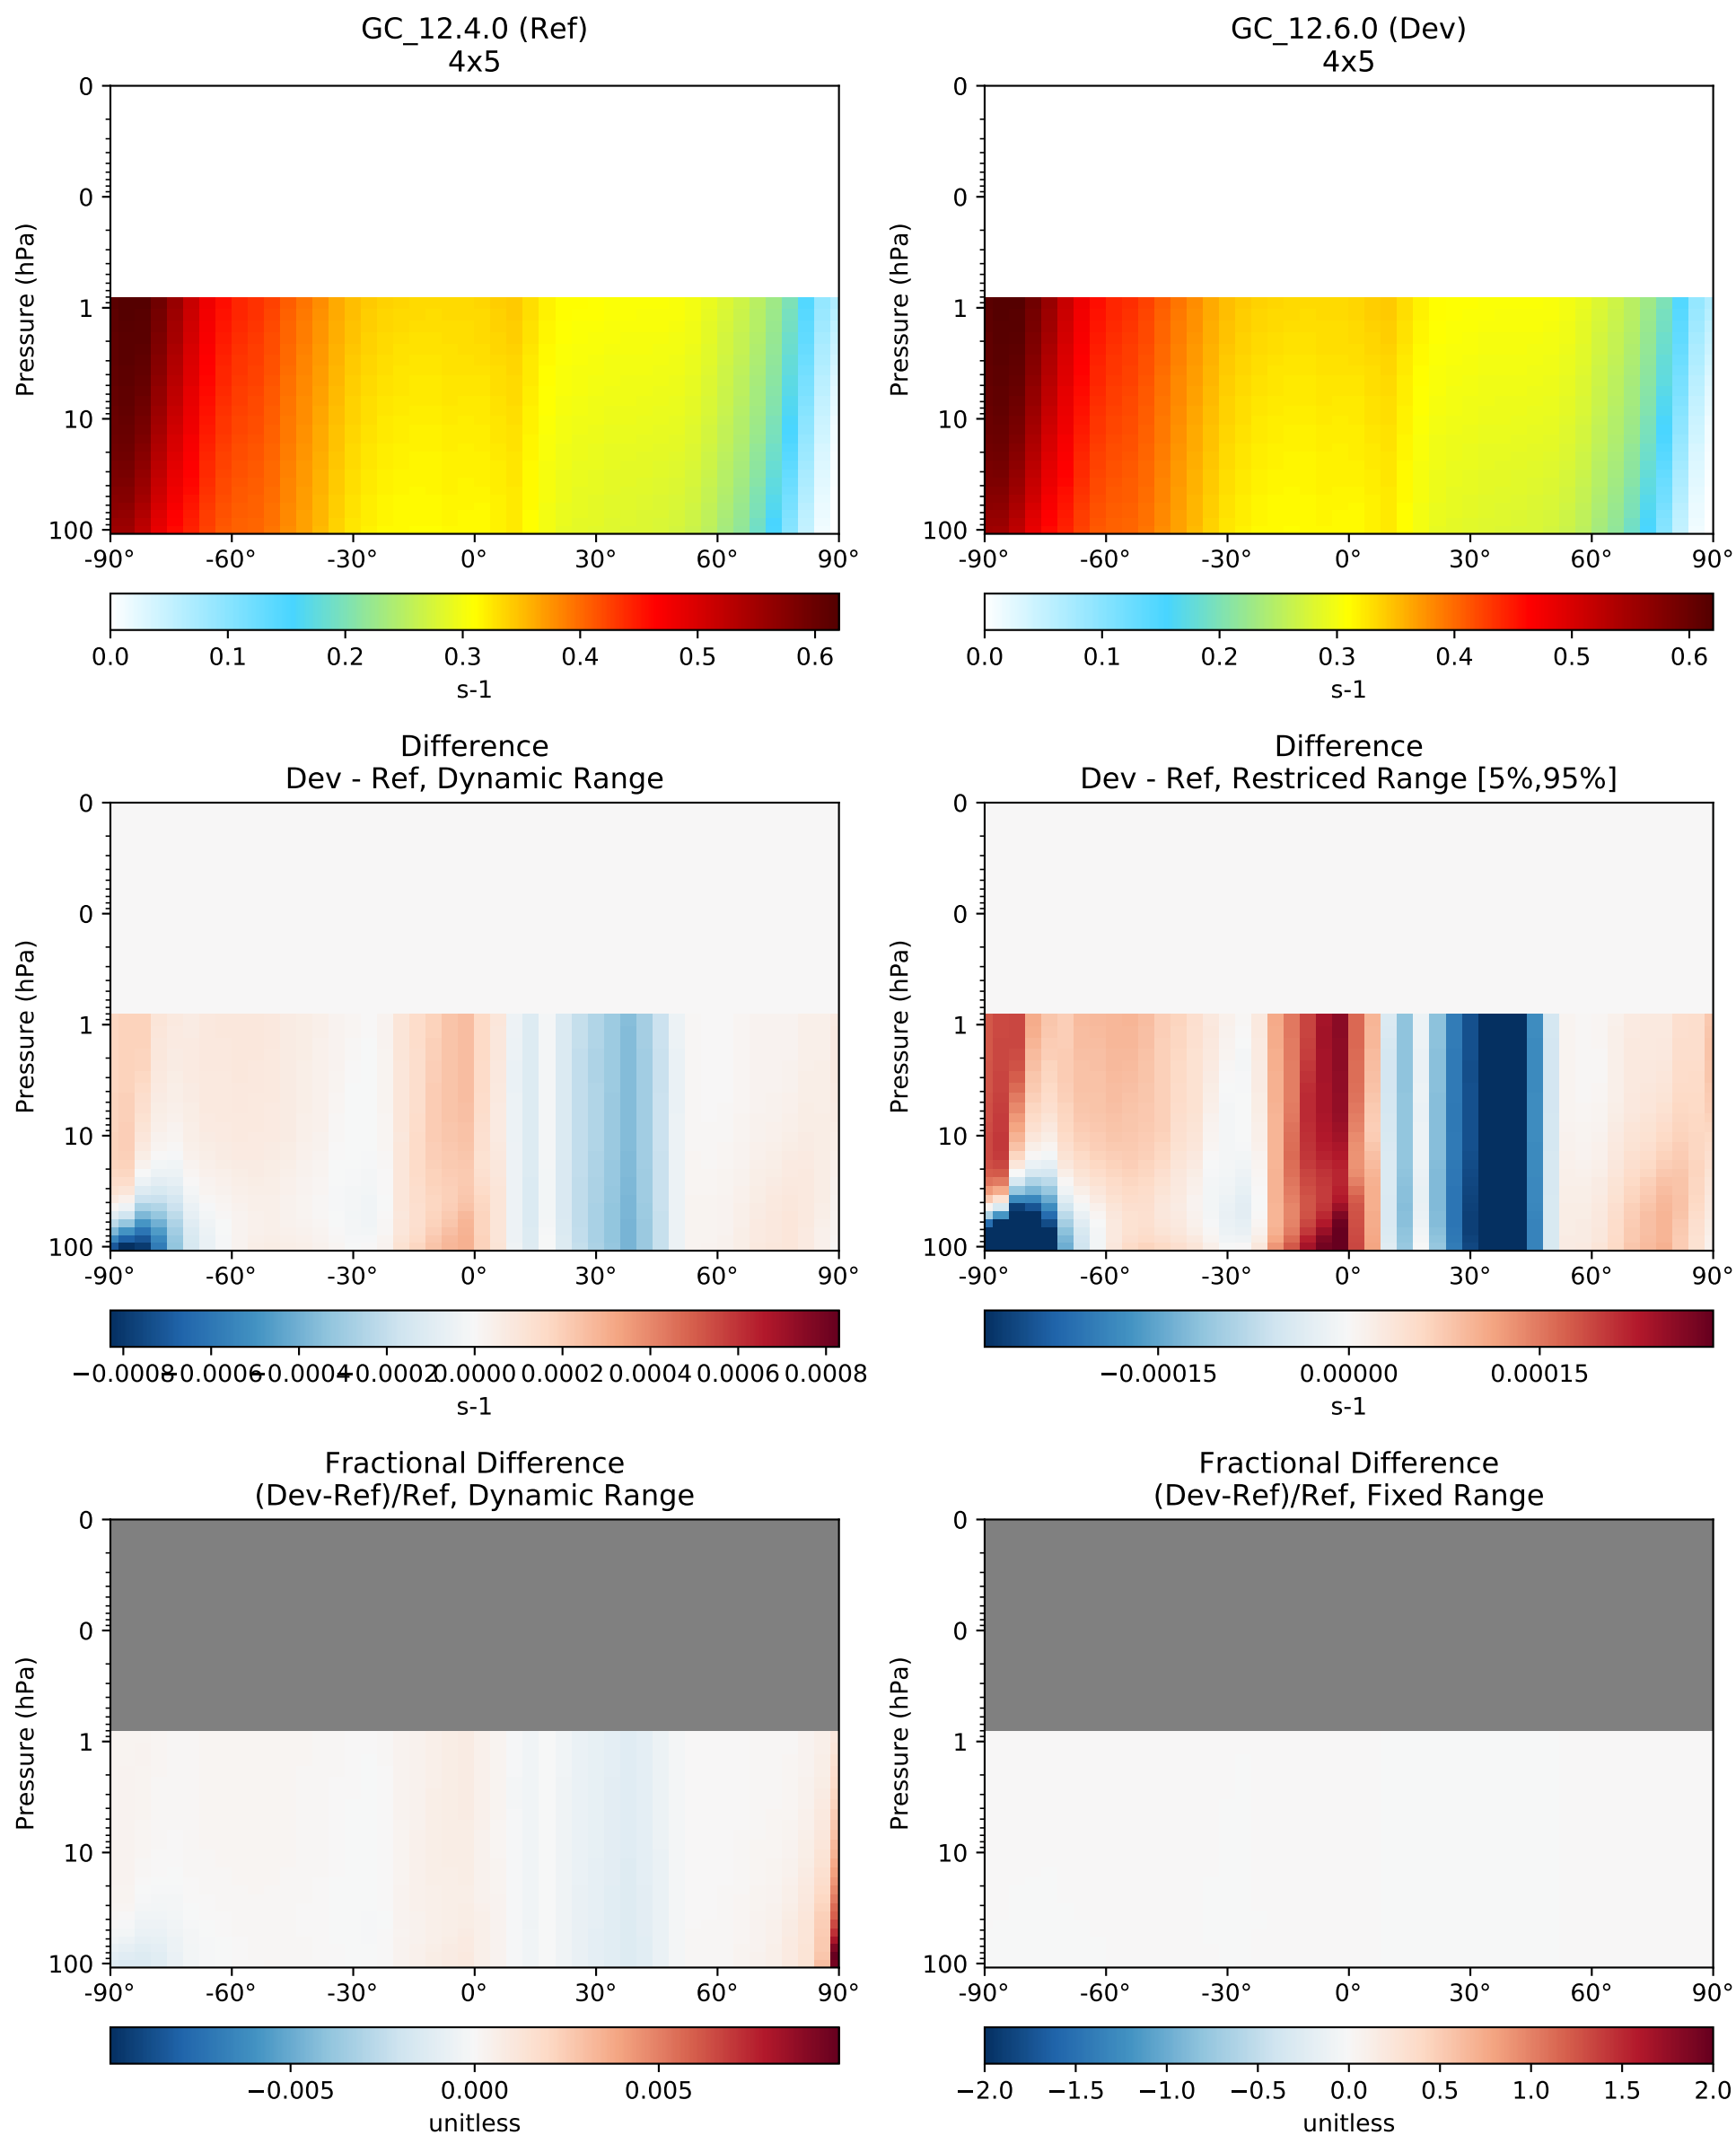 GC_12.4.0 (Ref)
4x5
0
0
1
10
100
Pressure (hPa)
-90° -60° -30° 0° 30° 60° 90°
0.0 0.1 0.2 0.3 0.4 0.5 0.6
s-1
GC_12.6.0 (Dev)
4x5
0
0
1
10
100
Pressure (hPa)
-90° -60° -30° 0° 30° 60° 90°
0.0 0.1 0.2 0.3 0.4 0.5 0.6
s-1
Difference
Dev - Ref, Dynamic Range
0
0
1
10
100
Pressure (hPa)
-90° -60° -30° 0° 30° 60° 90°
−0.0008 −0.0006 −0.0004 −0.0002 0.0000 0.0002 0.0004 0.0006 0.0008
s-1
Difference
Dev - Ref, Restriced Range [5%,95%]
0
0
1
10
100
Pressure (hPa)
-90° -60° -30° 0° 30° 60° 90°
−0.00015 0.00000 0.00015
s-1
Fractional Difference
(Dev-Ref)/Ref, Dynamic Range
0
0
1
10
100
Pressure (hPa)
-90° -60° -30° 0° 30° 60° 90°
−0.005 0.000 0.005
unitless
Fractional Difference
(Dev-Ref)/Ref, Fixed Range
0
0
1
10
100
Pressure (hPa)
-90° -60° -30° 0° 30° 60° 90°
−2.0 −1.5 −1.0 −0.5 0.0 0.5 1.0 1.5 2.0
unitless